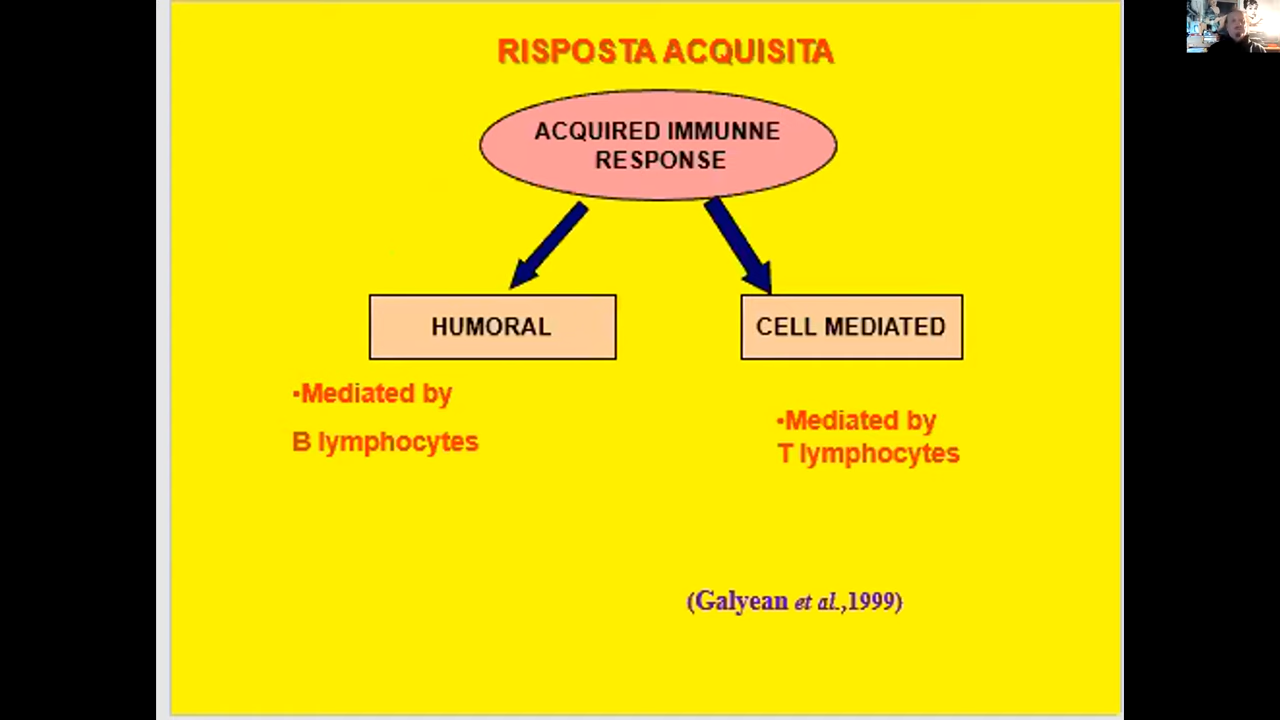 RISPOSTA ACQUISITA
ACQUIRED IMMUNNE
RESPONSE
HUMORAL
CELL MEDIATED
•Mediated by
B lymphocytes
•Mediated by
T lymphocytes
(Galyean et al.,1999)